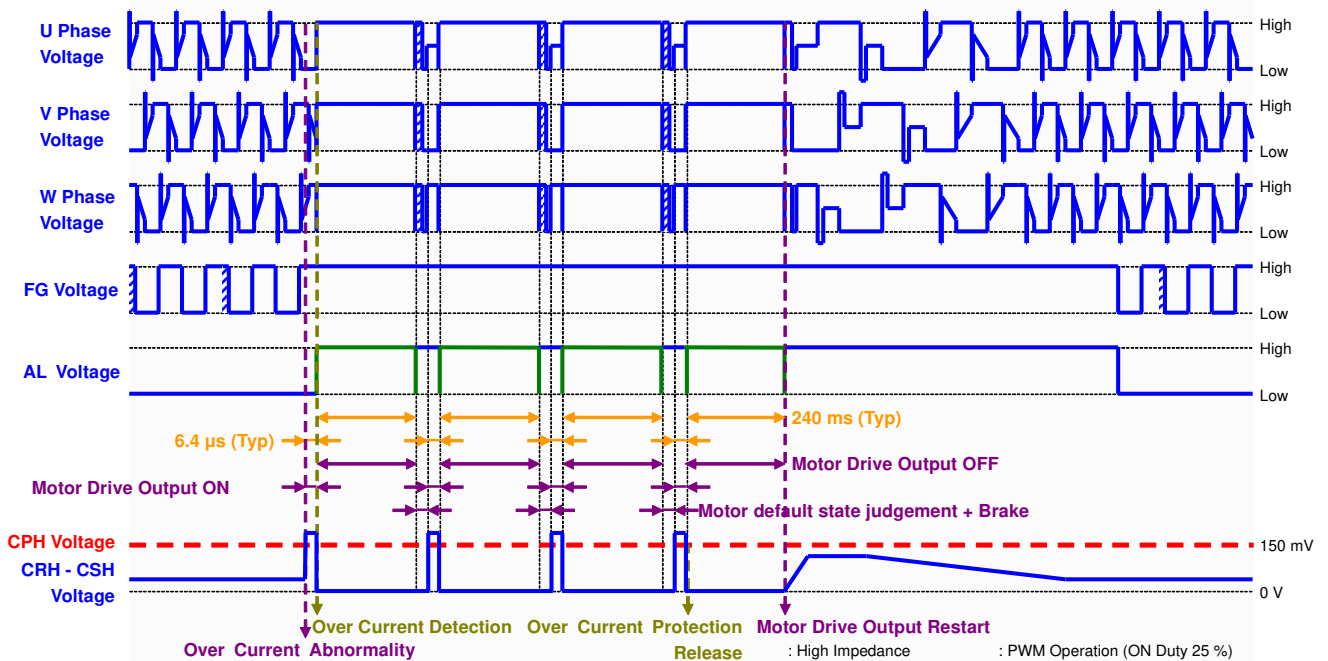 U Phase
Voltage
High
Low
V Phase
Voltage
High
Low
W Phase
Voltage
High
Low
FG Voltage
High
Low
AL Voltage
High
Low
6.4 µs (Typ)
240 ms (Typ)
Motor Drive Output OFF
Motor Drive Output ON
Motor default state judgement + Brake
CPH Voltage
150 mV
CRH - CSH
Voltage
0 V
Over Current Detection
Over Current Protection
Release
Motor Drive Output Restart
Over Current Abnormality
: High Impedance
: PWM Operation (ON Duty 25 %)